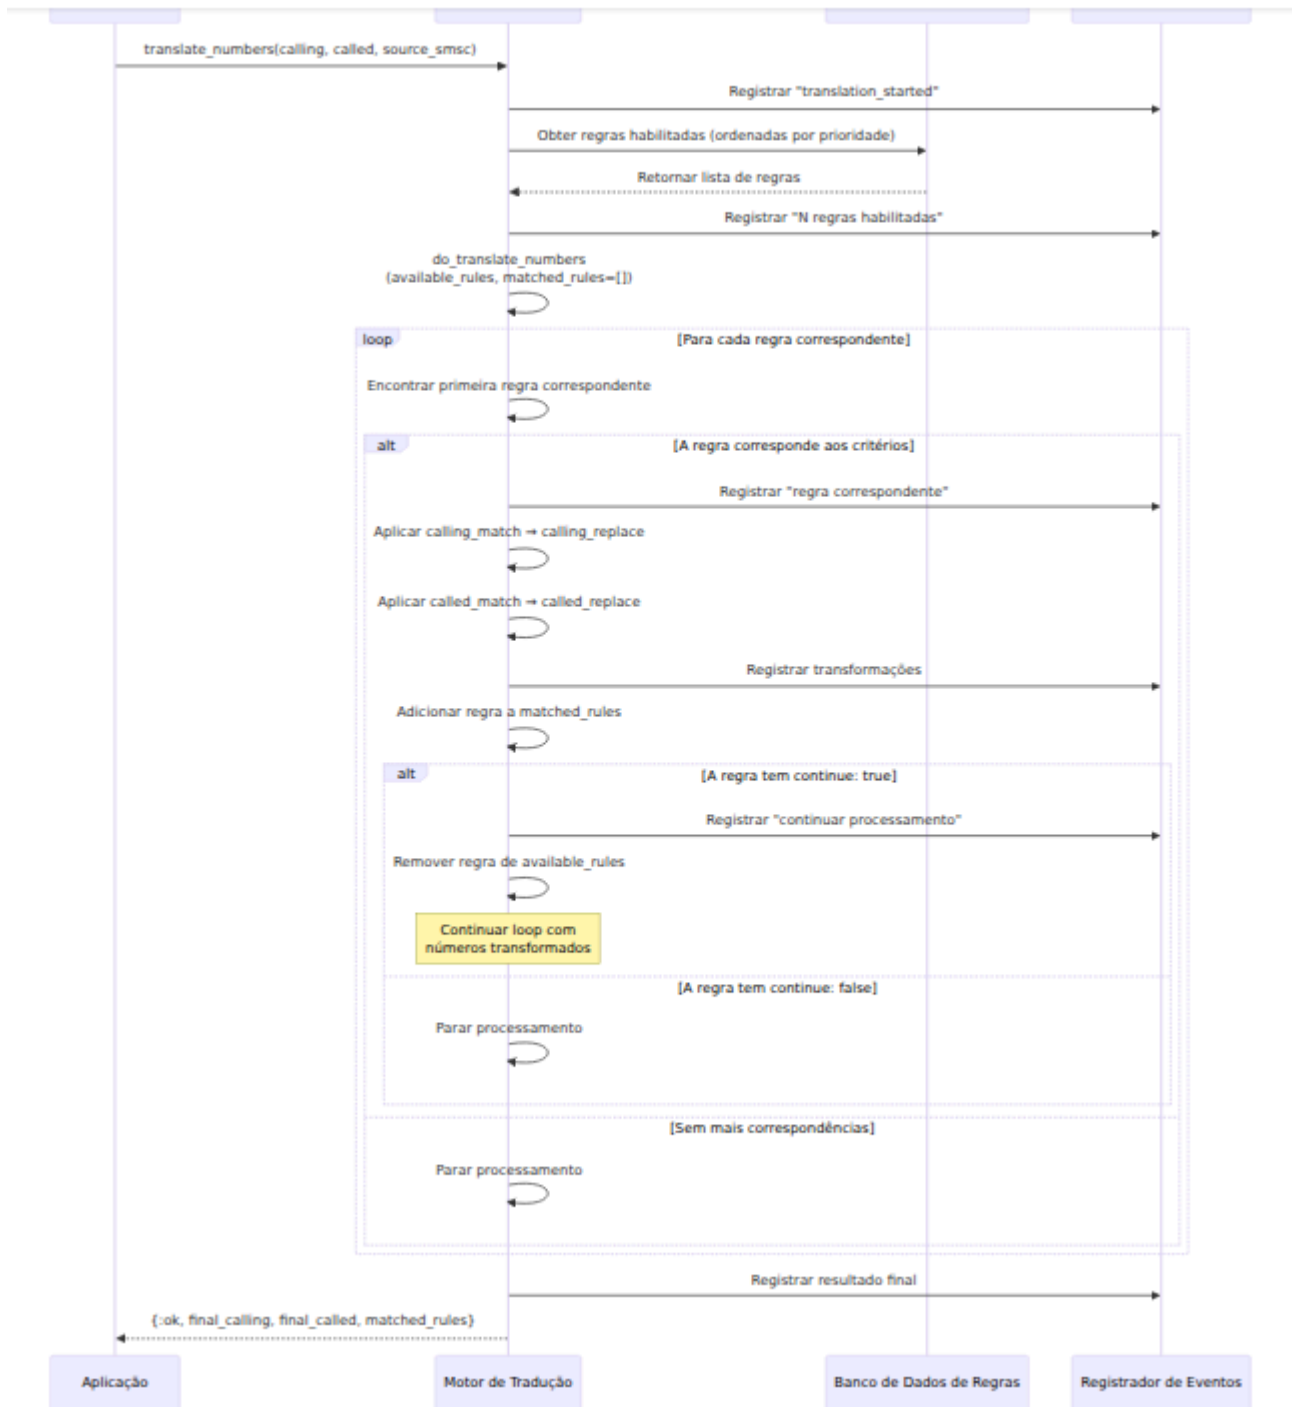 translate_numbers(calling, called, source_smsc)
Registrar "translation_started"
Obter regras habilitadas (ordenadas por prioridade)
Retornar lista de regras
Registrar "N regras habilitadas"
do_translate_numbers
(available_rules, matched_rules=[])
loop
[Para cada regra correspondente]
Encontrar primeira regra correspondente
alt
[A regra corresponde aos critérios]
Registrar "regra correspondente"
Aplicar calling_match → calling_replace
Aplicar called_match → called_replace
Registrar transformações
Adicionar regra a matched_rules
alt
[A regra tem continue: true]
Registrar "continuar processamento"
Remover regra de available_rules
Continuar loop com
números transformados
[A regra tem continue: false]
Parar processamento
[Sem mais correspondências]
Parar processamento
Registrar resultado final
{:ok, final_calling, final_called, matched_rules}
Aplicação
Motor de Tradução
Banco de Dados de Regras
Registrador de Eventos